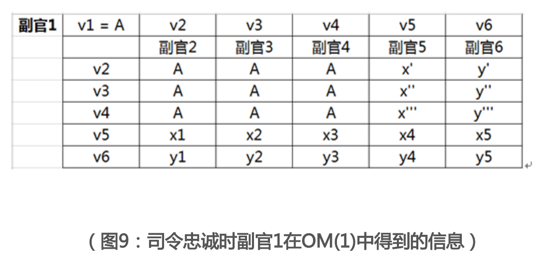 副官1 v1 = A v2 v3 v4 v5 v6
副官2 副官3 副官4 副官5 副官6
v2 A A A x' y'
v3 A A A x'' y''
v4 A A A x''' y'''
v5 x1 x2 x3 x4 x5
v6 y1 y2 y3 y4 y5
（图9：司令忠诚时副官1在OM(1)中得到的信息）